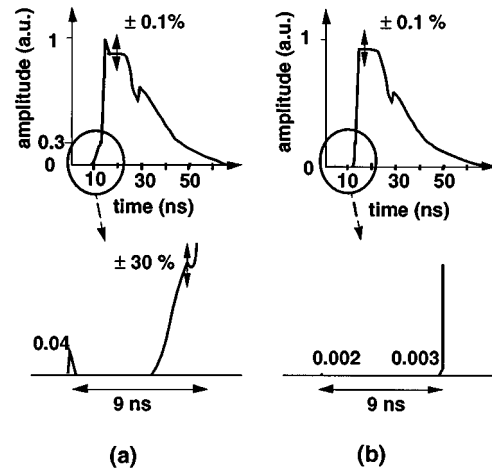 amplitude (a.u.)
1
0.3
0
± 0.1%
10 30 50
time (ns)
± 30 %
0.04
9 ns
(a)
amplitude (a.u.)
1
0
± 0.1%
10 30 50
time (ns)
0.002 0.003
9 ns
(b)